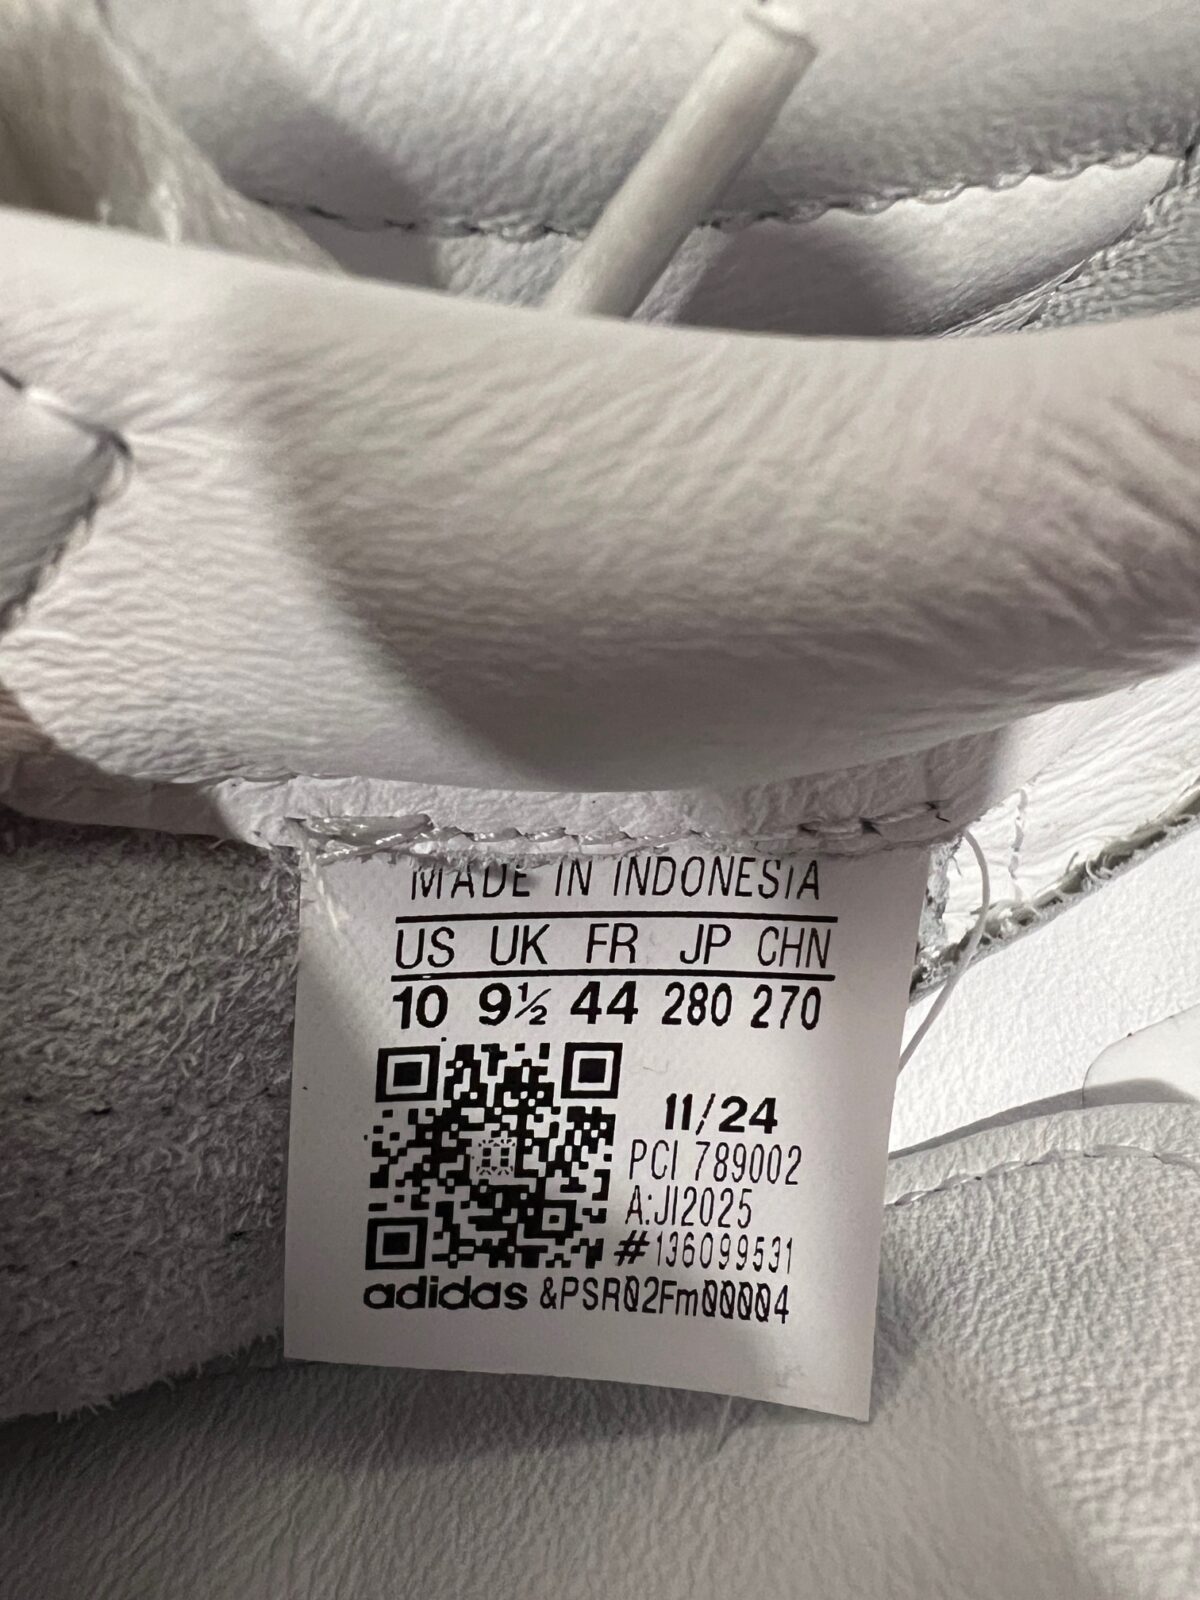 MADE IN INDONESIA
US UK FR JP CHN
10 9½ 44 280 270
11/24
PCI 789002
A:JI2025
#136099531
adidas &PSR02Fm00004